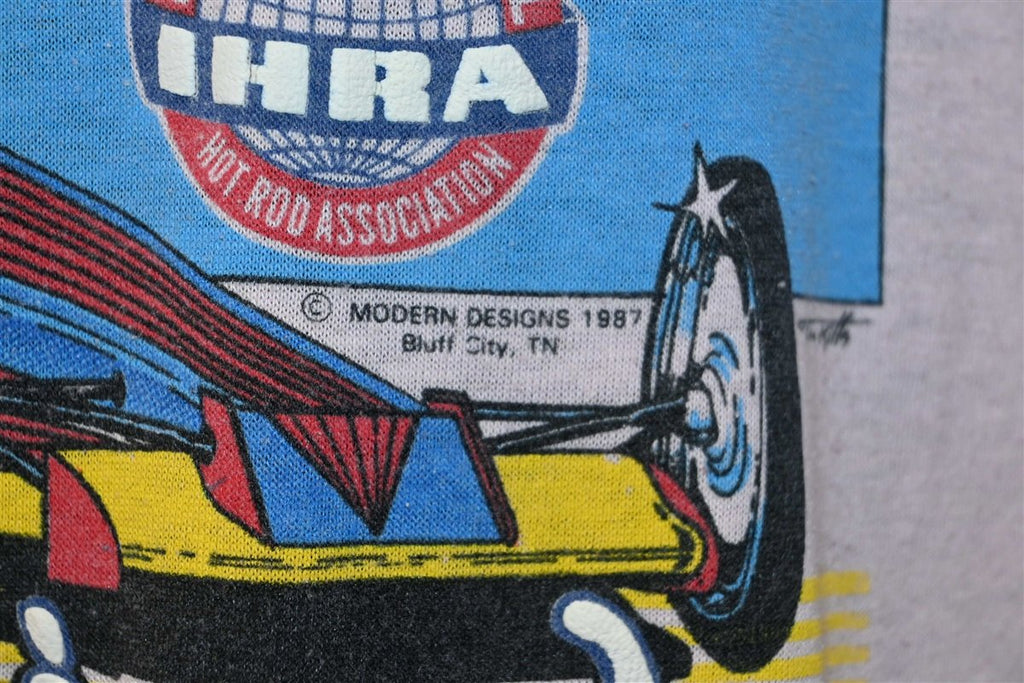 IHRA
HOT ROD ASSOCIATION
© MODERN DESIGNS 1987
Bluff City, TN